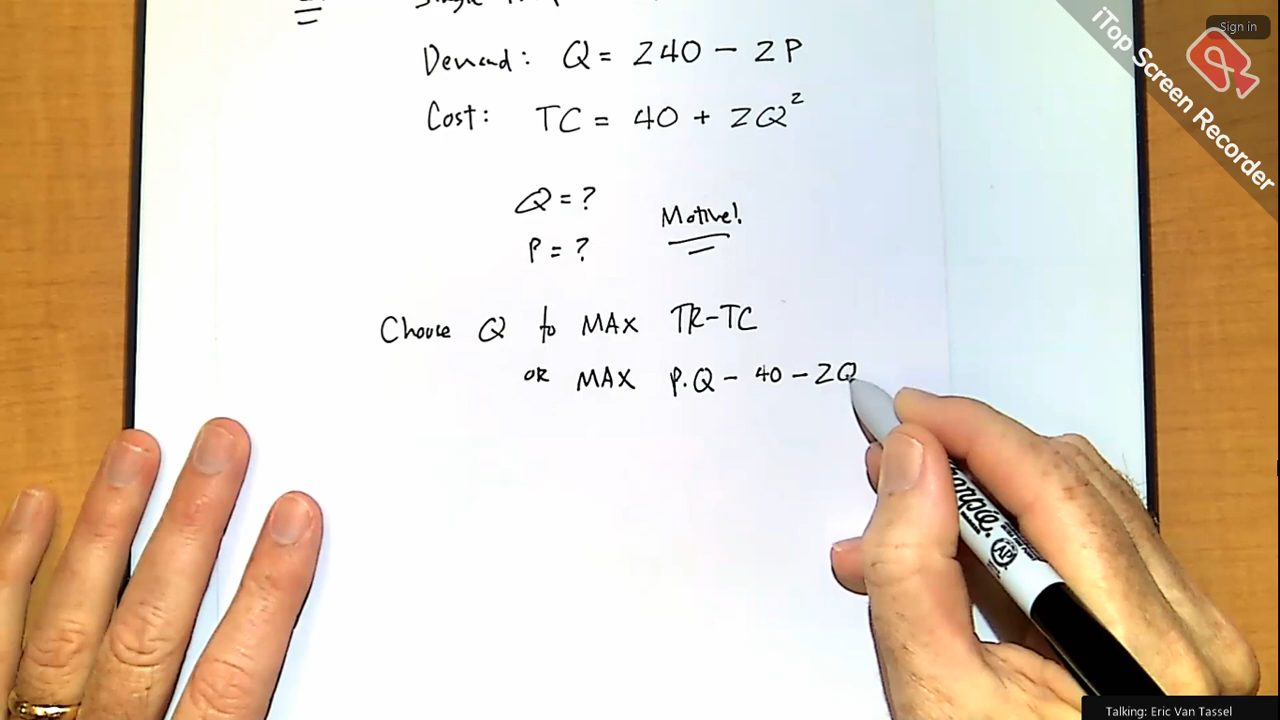 Demand: Q = 240 - 2P
Cost: TC = 40 + 2Q²
Q = ?
P = ?
Motive!
Choose Q to MAX TR-TC
OR MAX P.Q - 40 - 2Q
Sharpie.
AP
iTop Screen Recorder
Sign in
Talking: Eric Van Tassel